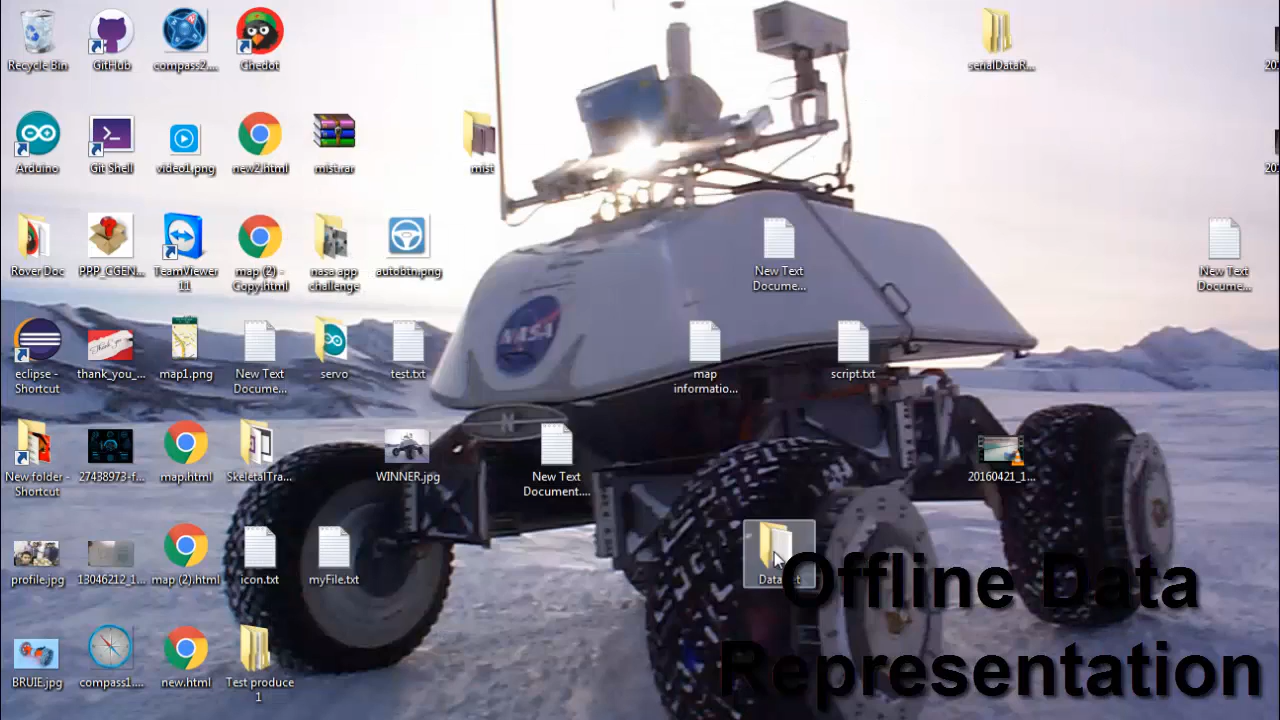 Recycle Bin
GitHub
compass2....
Chedot
serialDataR...
Arduino
Git Shell
video1.png
new2.html
mist.rar
mist
Rover Doc
PPP_CGEN...
TeamViewer
11
map (2) -
Copy.html
nasa app
challenge
autobtn.png
New Text
Docume...
New Text
Docume...
NASA
eclipse -
Shortcut
thank_you_...
map1.png
New Text
Docume...
servo
test.txt
map
informatio...
script.txt
N
New folder -
Shortcut
27438973-f...
map.html
SkeletalTra...
WINNER.jpg
New Text
Document....
20160421_1...
profile.jpg
13046212_1...
map (2).html
icon.txt
myFile.txt
BRUIE.jpg
compass1....
new.html
Test produce
1
Offline Data
Representation